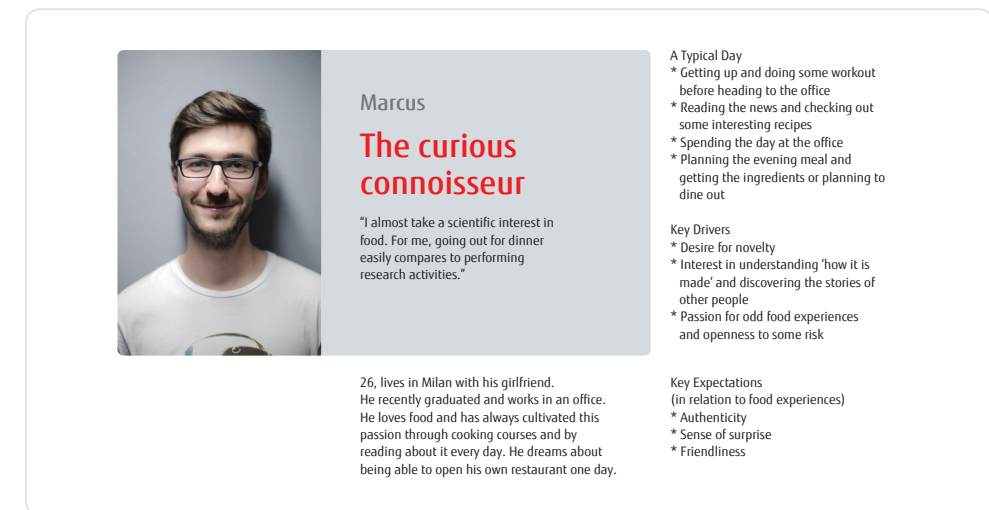 Marcus
The curious
connoisseur
“I almost take a scientific interest in
food. For me, going out for dinner
easily compares to performing
research activities.”
26, lives in Milan with his girlfriend.
He recently graduated and works in an office.
He loves food and has always cultivated this
passion through cooking courses and by
reading about it every day. He dreams about
being able to open his own restaurant one day.
A Typical Day
* Getting up and doing some workout
before heading to the office
* Reading the news and checking out
some interesting recipes
* Spending the day at the office
* Planning the evening meal and
getting the ingredients or planning to
dine out
Key Drivers
* Desire for novelty
* Interest in understanding ‘how it is
made’ and discovering the stories of
other people
* Passion for odd food experiences
and openness to some risk
Key Expectations
(in relation to food experiences)
* Authenticity
* Sense of surprise
* Friendliness